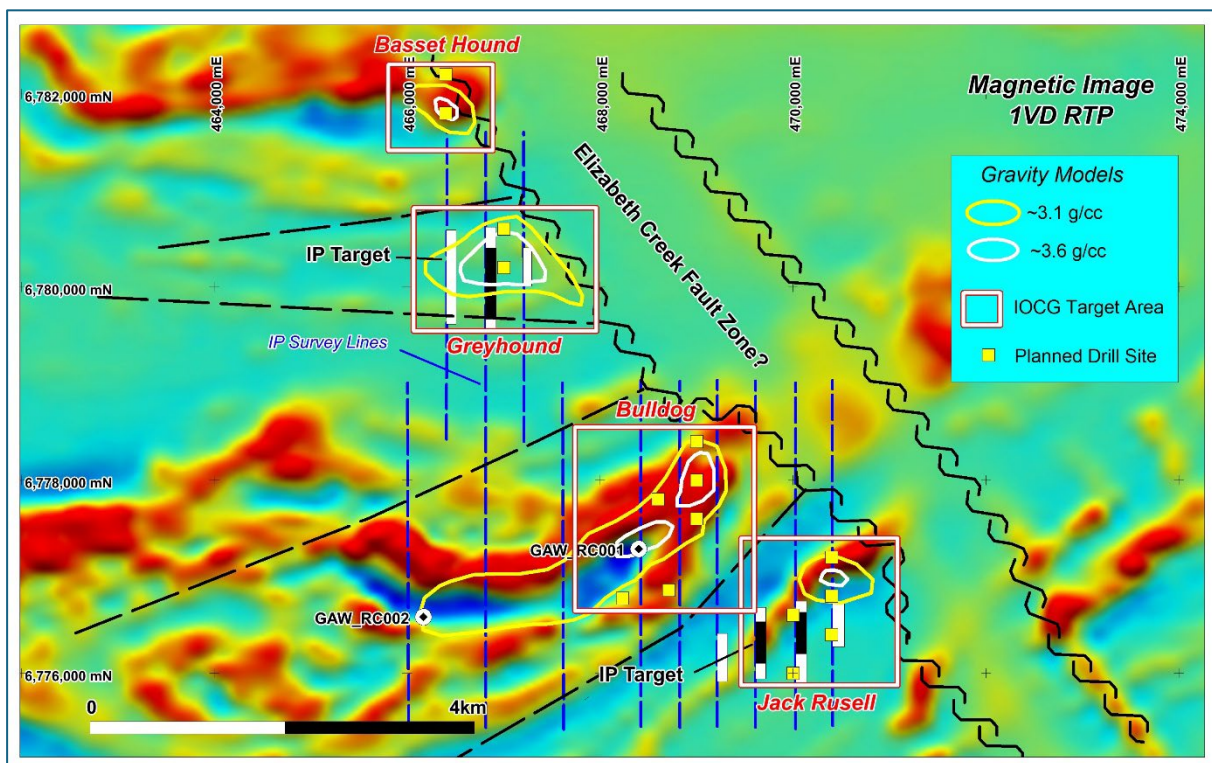 Basset Hound
6,782,000 mN
464,000 mE
466,000 mE
468,000 mE
470,000 mE
474,000 mE
Magnetic Image
1VD RTP
Gravity Models
~3.1 g/cc
~3.6 g/cc
IOCG Target Area
Planned Drill Site
Elizabeth Creek Fault Zone?
IP Target
6,780,000 mN
Greyhound
IP Survey Lines
Bulldog
6,778,000 mN
GAW_RC001
GAW_RC002
6,776,000 mN
IP Target
Jack Rusell
0
4km